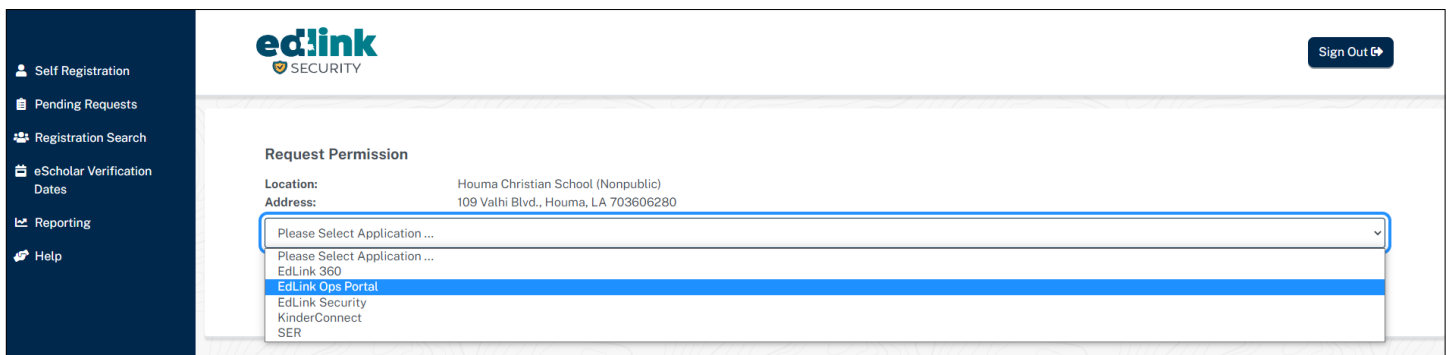 Self Registration
Pending Requests
Registration Search
eScholar Verification
Dates
Reporting
Help
edlink
SECURITY
Sign Out
Request Permission
Location: Houma Christian School (Nonpublic)
Address: 109 Valhi Blvd., Houma, LA 703606280
Please Select Application ...
Please Select Application ...
EdLink 360
EdLink Ops Portal
EdLink Security
KinderConnect
SER